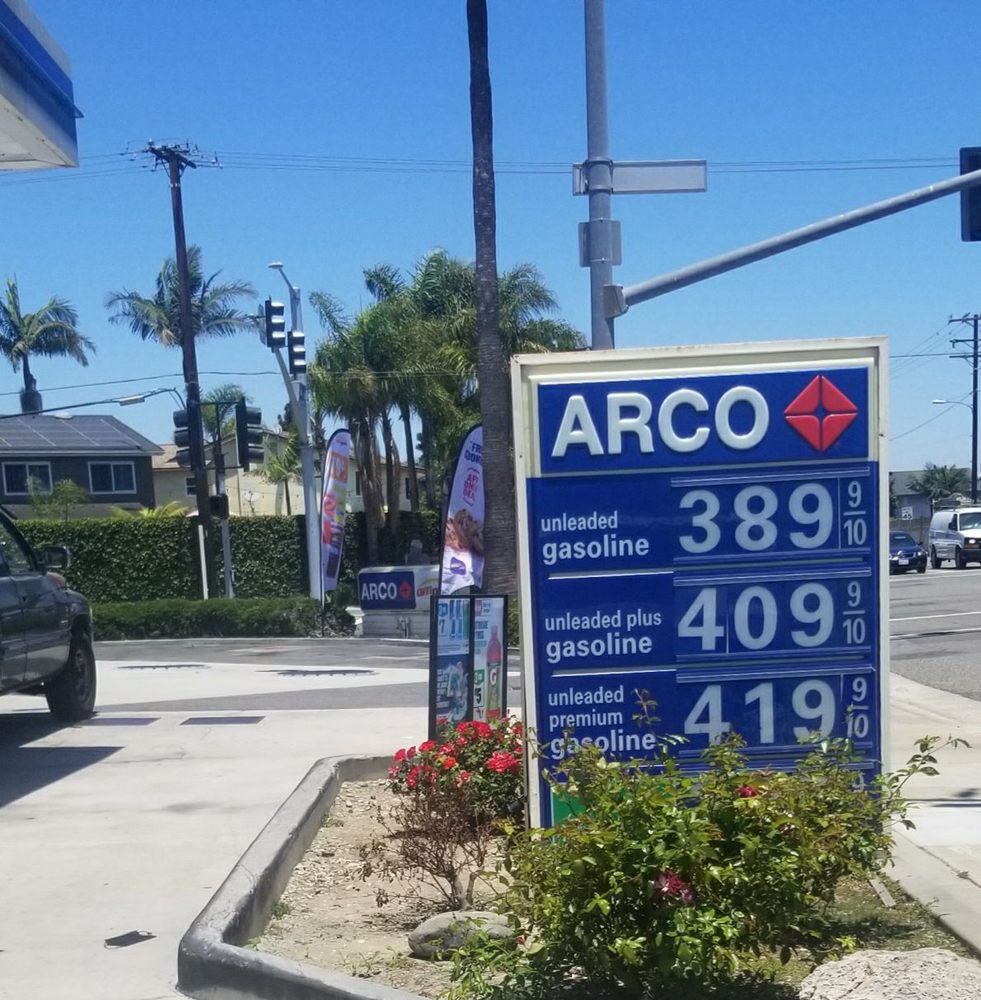 ARCO
unleaded
gasoline
389 9/10
unleaded plus
gasoline
409 9/10
unleaded
premium
gasoline
419 9/10
ARCO
G